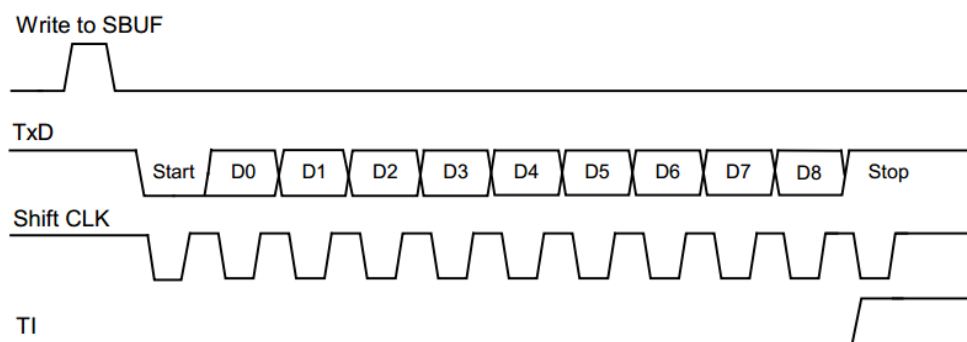 Write to SBUF
TxD
Start D0 D1 D2 D3 D4 D5 D6 D7 D8 Stop
Shift CLK
TI